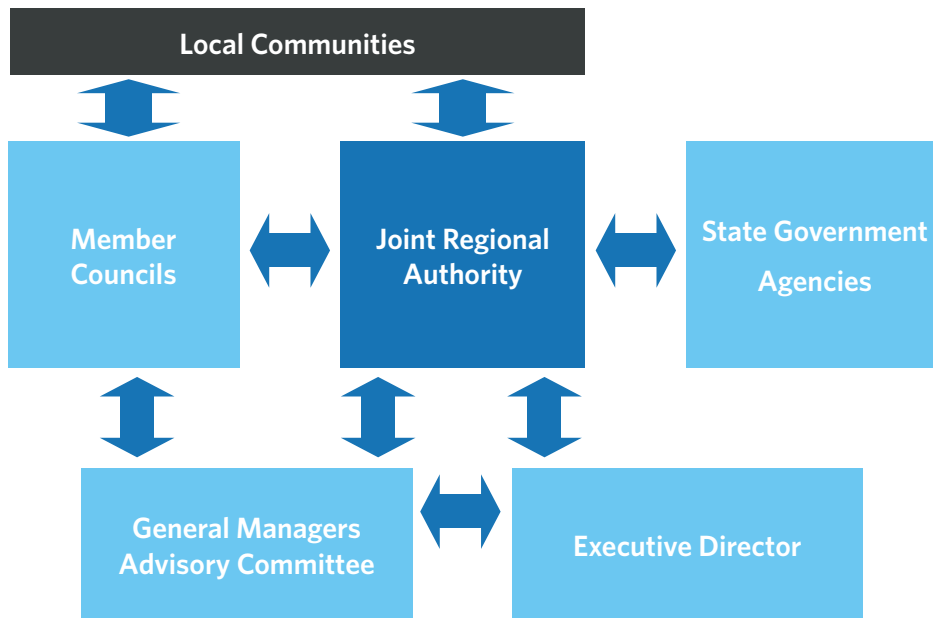 Local Communities
Member
Councils
Joint Regional
Authority
State Government
Agencies
General Managers
Advisory Committee
Executive Director